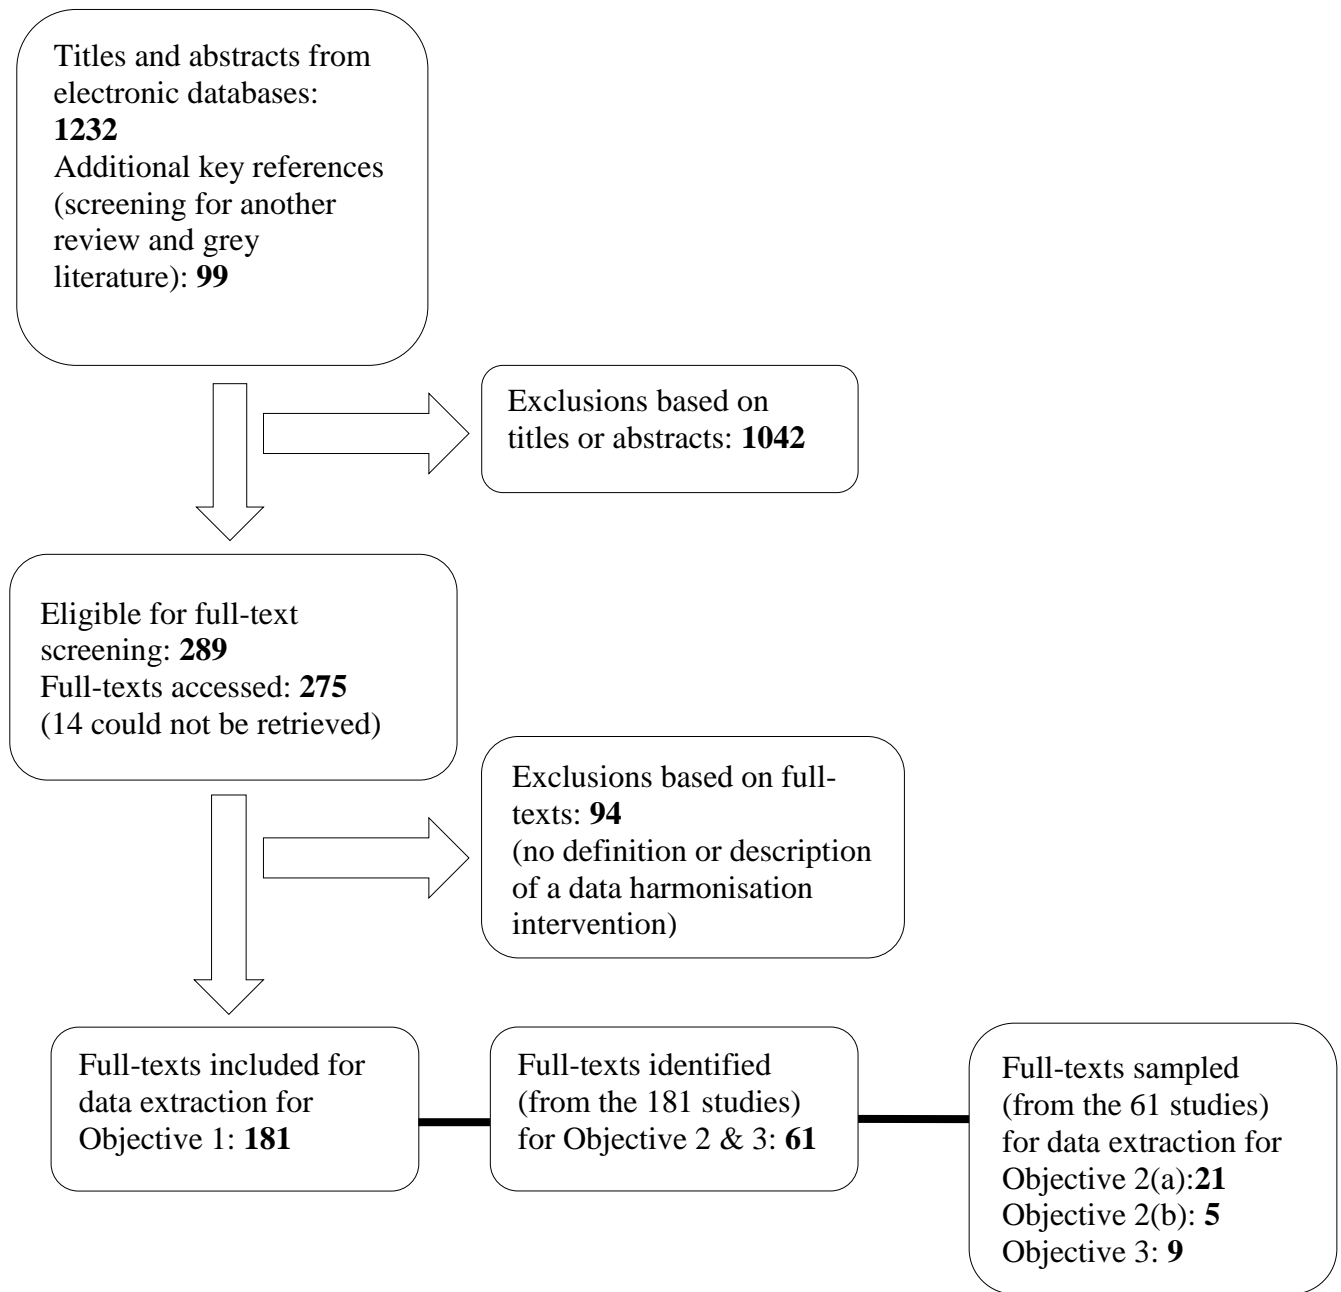 Titles and abstracts from
electronic databases:
1232
Additional key references
(screening for another
review and grey
literature): 99
Exclusions based on
titles or abstracts: 1042
Eligible for full-text
screening: 289
Full-texts accessed: 275
(14 could not be retrieved)
Exclusions based on full-
texts: 94
(no definition or description
of a data harmonisation
intervention)
Full-texts included for
data extraction for
Objective 1: 181
Full-texts identified
(from the 181 studies)
for Objective 2 & 3: 61
Full-texts sampled
(from the 61 studies)
for data extraction for
Objective 2(a):21
Objective 2(b): 5
Objective 3: 9